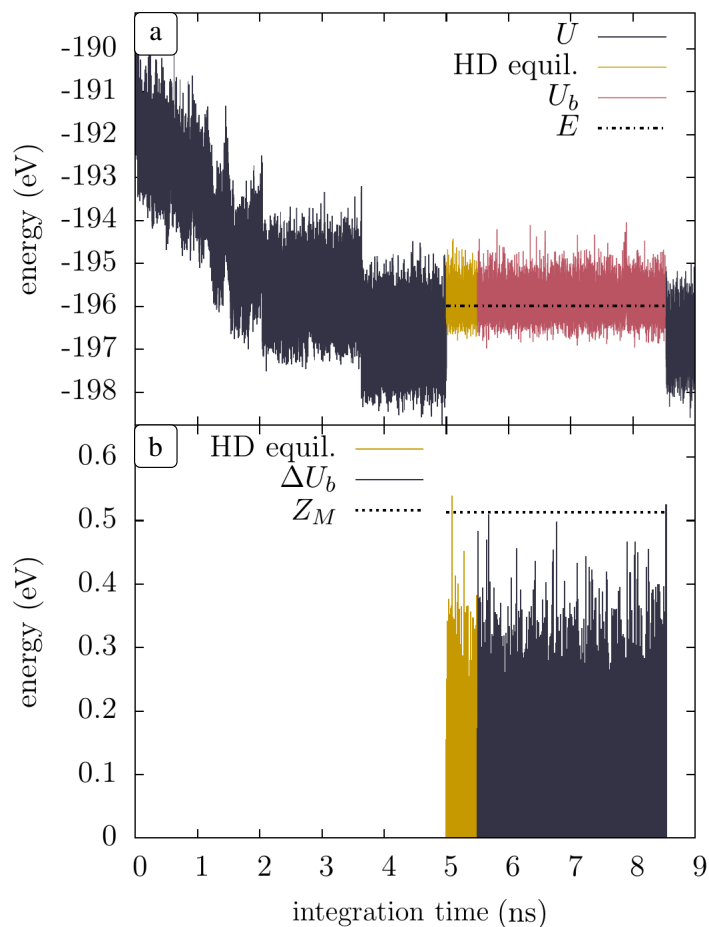 a
U
HD equil.
U_b
E
-190
-191
-192
-193
-194
-195
-196
-197
-198
energy (eV)
b
HD equil.
ΔU_b
Z_M
0.6
0.5
0.4
0.3
0.2
0.1
0
energy (eV)
0 1 2 3 4 5 6 7 8 9
integration time (ns)